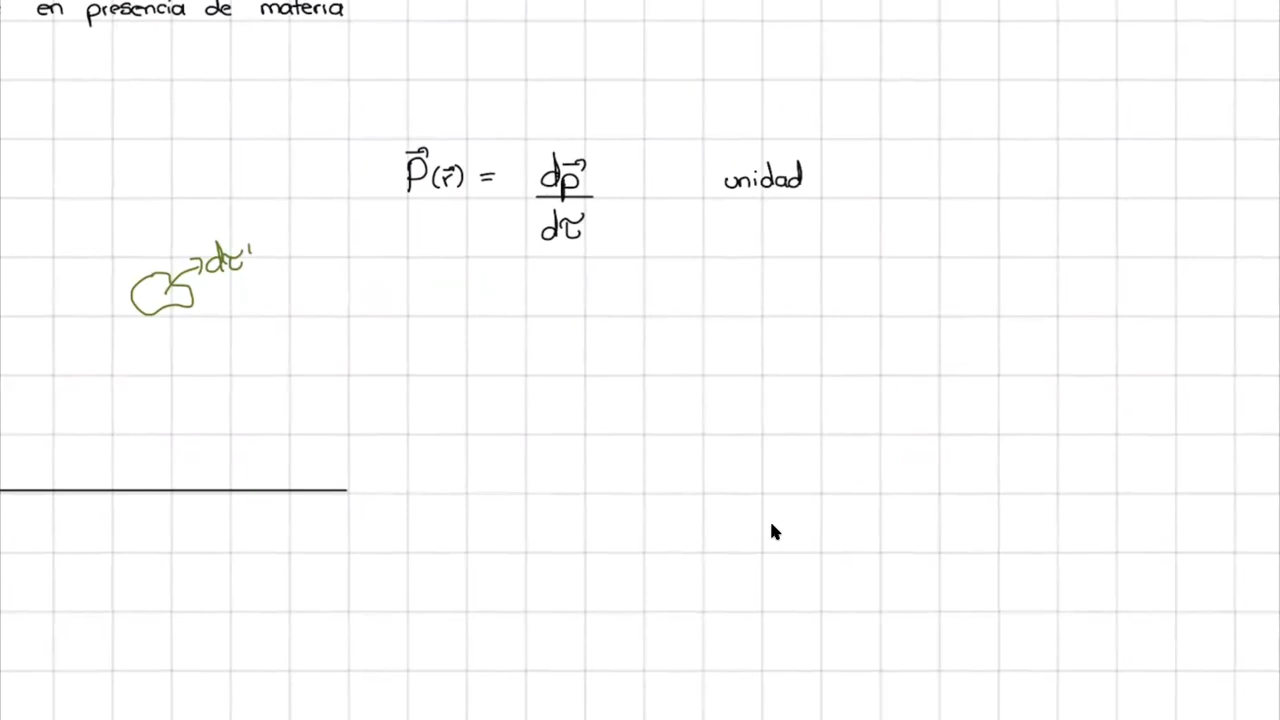 en presencia de materia
P⃗(r⃗) = dp⃗/dτ unidad
dτ'